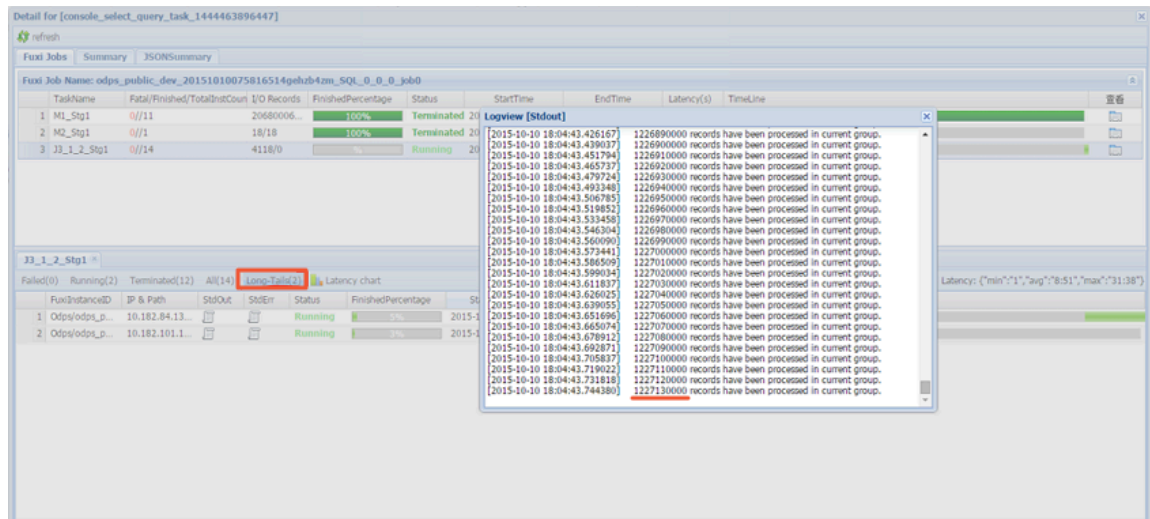 Detail for [console_select_query_task_1444463896447]
refresh
Fuxi Jobs Summary JSONSummary
Fuxi Job Name: odps_public_dev_20151010075816514gehzb4zm_SQL_0_0_0_job0
TaskName Fatal/Finished/TotalInstCoun I/O Records FinishedPercentage Status StartTime EndTime Latency(s) TimeLine 查看
1 M1_Stg1 0//11 20680006... 100% Terminated 20
2 M2_Stg1 0//1 18/18 100% Terminated 20
3 J3_1_2_Stg1 0//14 4118/0 % Running 20
Logview [Stdout]
[2015-10-10 18:04:43.426167] 1226890000 records have been processed in current group.
[2015-10-10 18:04:43.439037] 1226900000 records have been processed in current group.
[2015-10-10 18:04:43.451794] 1226910000 records have been processed in current group.
[2015-10-10 18:04:43.465737] 1226920000 records have been processed in current group.
[2015-10-10 18:04:43.479724] 1226930000 records have been processed in current group.
[2015-10-10 18:04:43.493348] 1226940000 records have been processed in current group.
[2015-10-10 18:04:43.506785] 1226950000 records have been processed in current group.
[2015-10-10 18:04:43.519852] 1226960000 records have been processed in current group.
[2015-10-10 18:04:43.533458] 1226970000 records have been processed in current group.
[2015-10-10 18:04:43.546304] 1226980000 records have been processed in current group.
[2015-10-10 18:04:43.560090] 1226990000 records have been processed in current group.
[2015-10-10 18:04:43.573441] 1227000000 records have been processed in current group.
[2015-10-10 18:04:43.586509] 1227010000 records have been processed in current group.
[2015-10-10 18:04:43.599034] 1227020000 records have been processed in current group.
[2015-10-10 18:04:43.611837] 1227030000 records have been processed in current group.
[2015-10-10 18:04:43.626025] 1227040000 records have been processed in current group.
[2015-10-10 18:04:43.639055] 1227050000 records have been processed in current group.
[2015-10-10 18:04:43.651696] 1227060000 records have been processed in current group.
[2015-10-10 18:04:43.665074] 1227070000 records have been processed in current group.
[2015-10-10 18:04:43.678912] 1227080000 records have been processed in current group.
[2015-10-10 18:04:43.692871] 1227090000 records have been processed in current group.
[2015-10-10 18:04:43.705837] 1227100000 records have been processed in current group.
[2015-10-10 18:04:43.719022] 1227110000 records have been processed in current group.
[2015-10-10 18:04:43.731818] 1227120000 records have been processed in current group.
[2015-10-10 18:04:43.744380] 1227130000 records have been processed in current group.
J3_1_2_Stg1
Failed(0) Running(2) Terminated(12) All(14) Long-Tails(2) Latency chart Latency: {"min":"1","avg":"8:51","max":"31:38"}
FuxiInstanceID IP & Path StdOut StdErr Status FinishedPercentage St
1 Odps/odps_p... 10.182.84.13... Running 5% 2015-1
2 Odps/odps_p... 10.182.101.1... Running 3% 2015-1